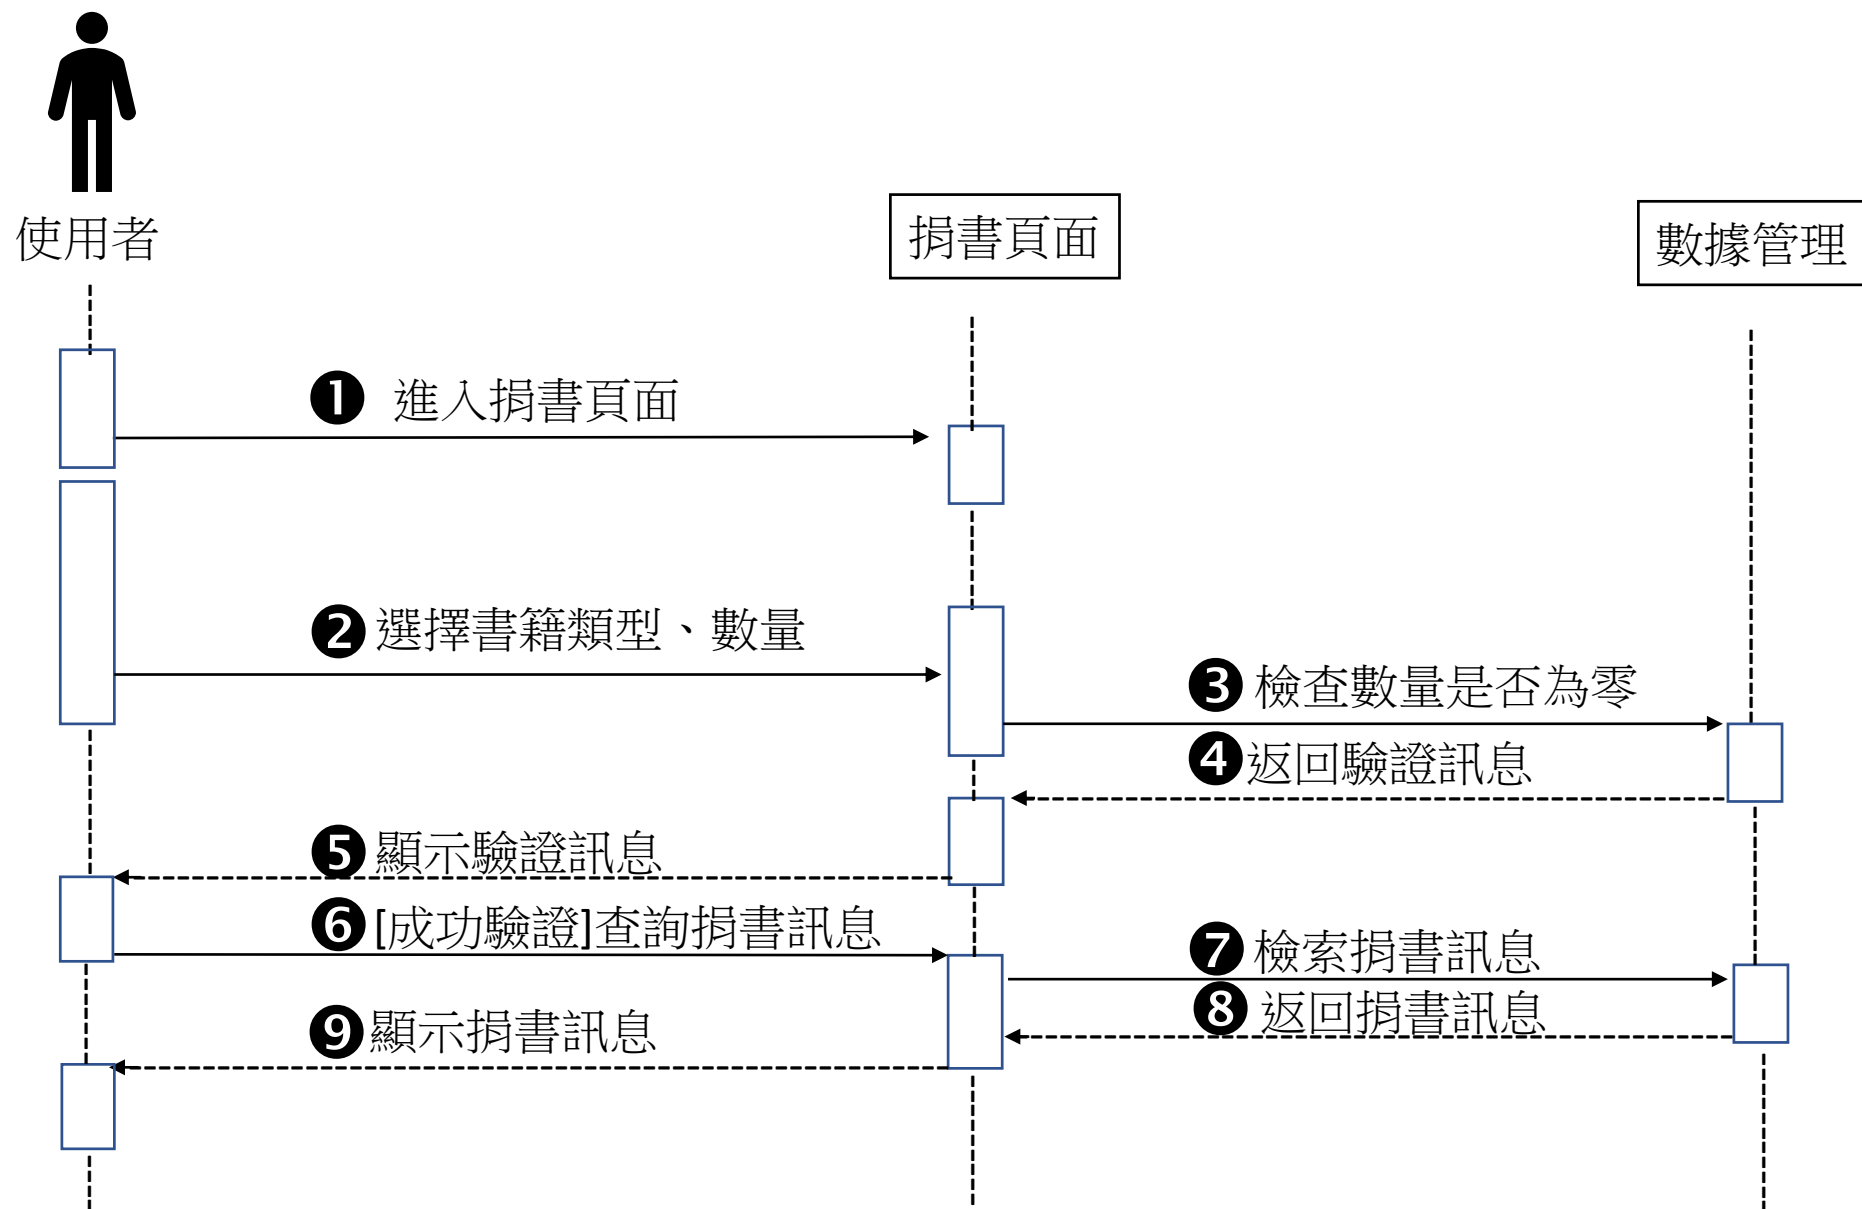 使用者
捐書頁面
數據管理
❶ 進入捐書頁面
❷選擇書籍類型、數量
❸檢查數量是否為零
❹返回驗證訊息
❺顯示驗證訊息
❻[成功驗證]查詢捐書訊息
❼檢索捐書訊息
❽返回捐書訊息
❾顯示捐書訊息